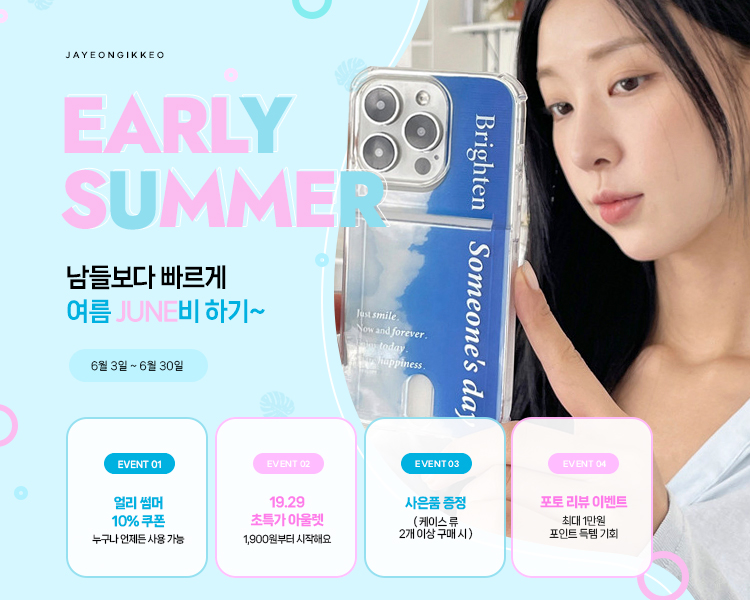 JAYEONGIKKEO
EARLY
SUMMER
남들보다 빠르게
여름 JUNE비 하기~
6월 3일 ~ 6월 30일
Brighten
Someone's day
Just smile.
Now and forever.
today.
happiness.
EVENT 01
얼리 썸머
10% 쿠폰
누구나 언제든 사용 가능
EVENT 02
19.29
초특가 아울렛
1,900원부터 시작해요
EVENT 03
사은품 증정
( 케이스 류
2개 이상 구매 시 )
EVENT 04
포토 리뷰 이벤트
최대 1만원
포인트 득템 기회